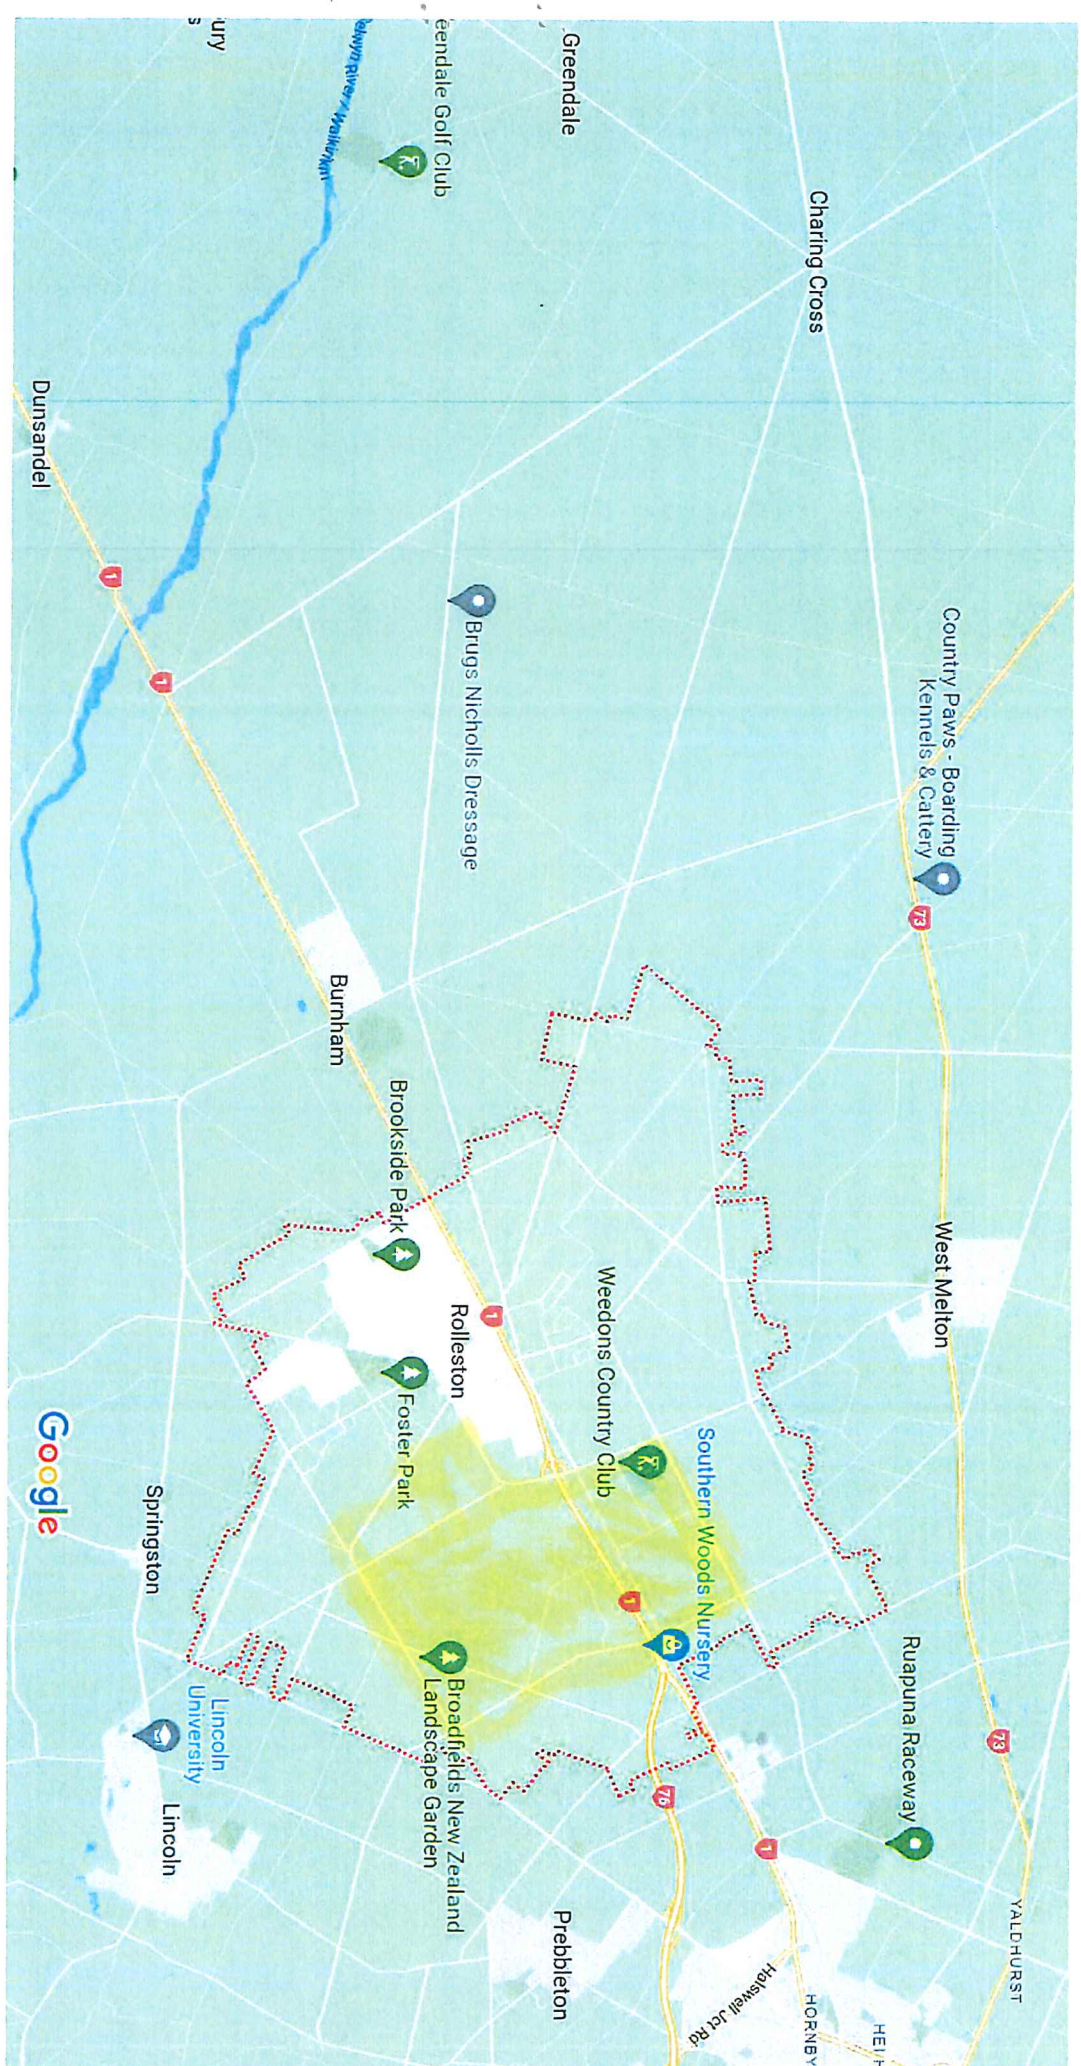 Greendale
eendale Golf Club
ury
s
Charing Cross
Dunsandel
1
1
Brugs Nicholls Dressage
Country Paws - Boarding
Kennels & Cattery
73
Burnham
Brookside Park
Rolleston
1
Foster Park
Weedons Country Club
West Melton
Southern Woods Nursery
1
Ruapuna Raceway
73
Google
Springston
Lincoln
University
Lincoln
Broadfields New Zealand
Landscape Garden
76
1
Prebbleton
YALDHURST
Halswell Jct Rd
HORNBY